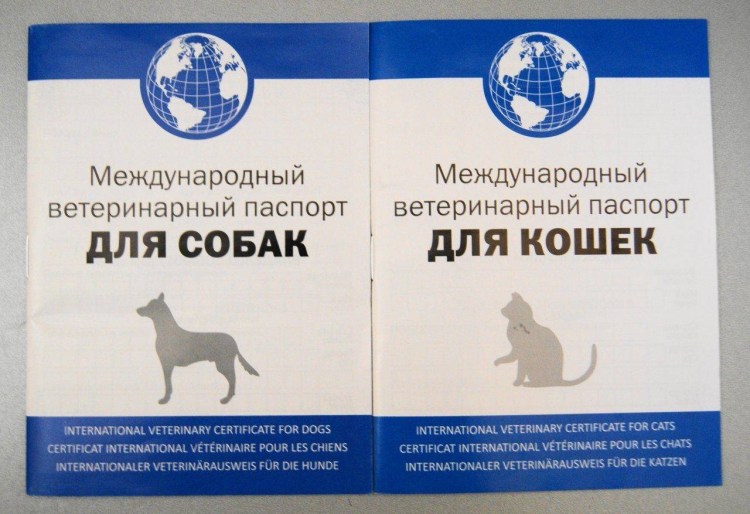 Международный
ветеринарный паспорт
ДЛЯ СОБАК
INTERNATIONAL VETERINARY CERTIFICATE FOR DOGS
CERTIFICAT INTERNATIONAL VÉTÉRINAIRE POUR LES CHIENS
INTERNATIONALER VETERINÄRAUSWEIS FÜR DIE HUNDE
Международный
ветеринарный паспорт
ДЛЯ КОШЕК
INTERNATIONAL VETERINARY CERTIFICATE FOR CATS
CERTIFICAT INTERNATIONAL VÉTÉRINAIRE POUR LES CHATS
INTERNATIONALER VETERINÄRAUSWEIS FÜR DIE KATZEN